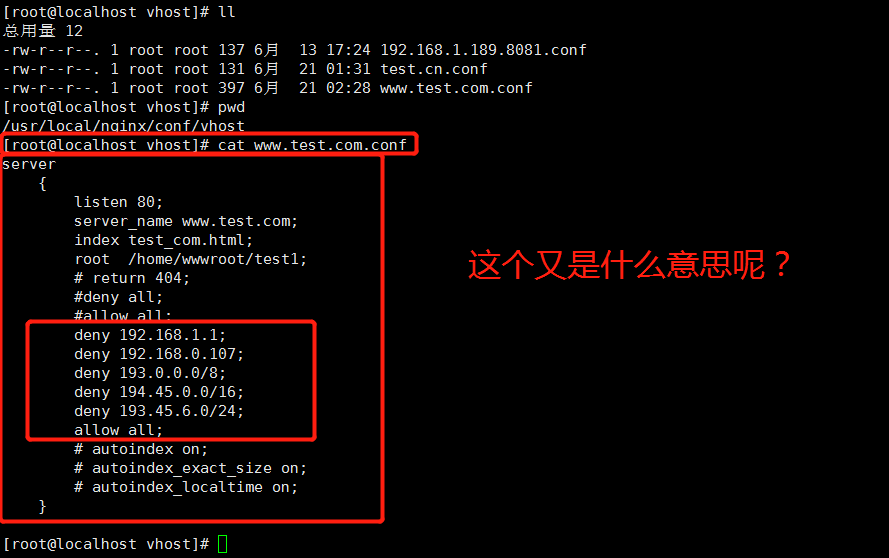 [root@localhost vhost]# ll
总用量 12
-rw-r--r--. 1 root root 137 6月  13 17:24 192.168.1.189.8081.conf
-rw-r--r--. 1 root root 131 6月  21 01:31 test.cn.conf
-rw-r--r--. 1 root root 397 6月  21 02:28 www.test.com.conf
[root@localhost vhost]# pwd
/usr/local/nginx/conf/vhost
[root@localhost vhost]# cat www.test.com.conf
server
    {
        listen 80;
        server_name www.test.com;
        index test_com.html;
        root  /home/wwwroot/test1;
        # return 404;
        #deny all;
        #allow all;
        deny 192.168.1.1;
        deny 192.168.0.107;
        deny 193.0.0.0/8;
        deny 194.45.0.0/16;
        deny 193.45.6.0/24;
        allow all;
        # autoindex on;
        # autoindex_exact_size on;
        # autoindex_localtime on;
    }
[root@localhost vhost]#
这个又是什么意思呢？